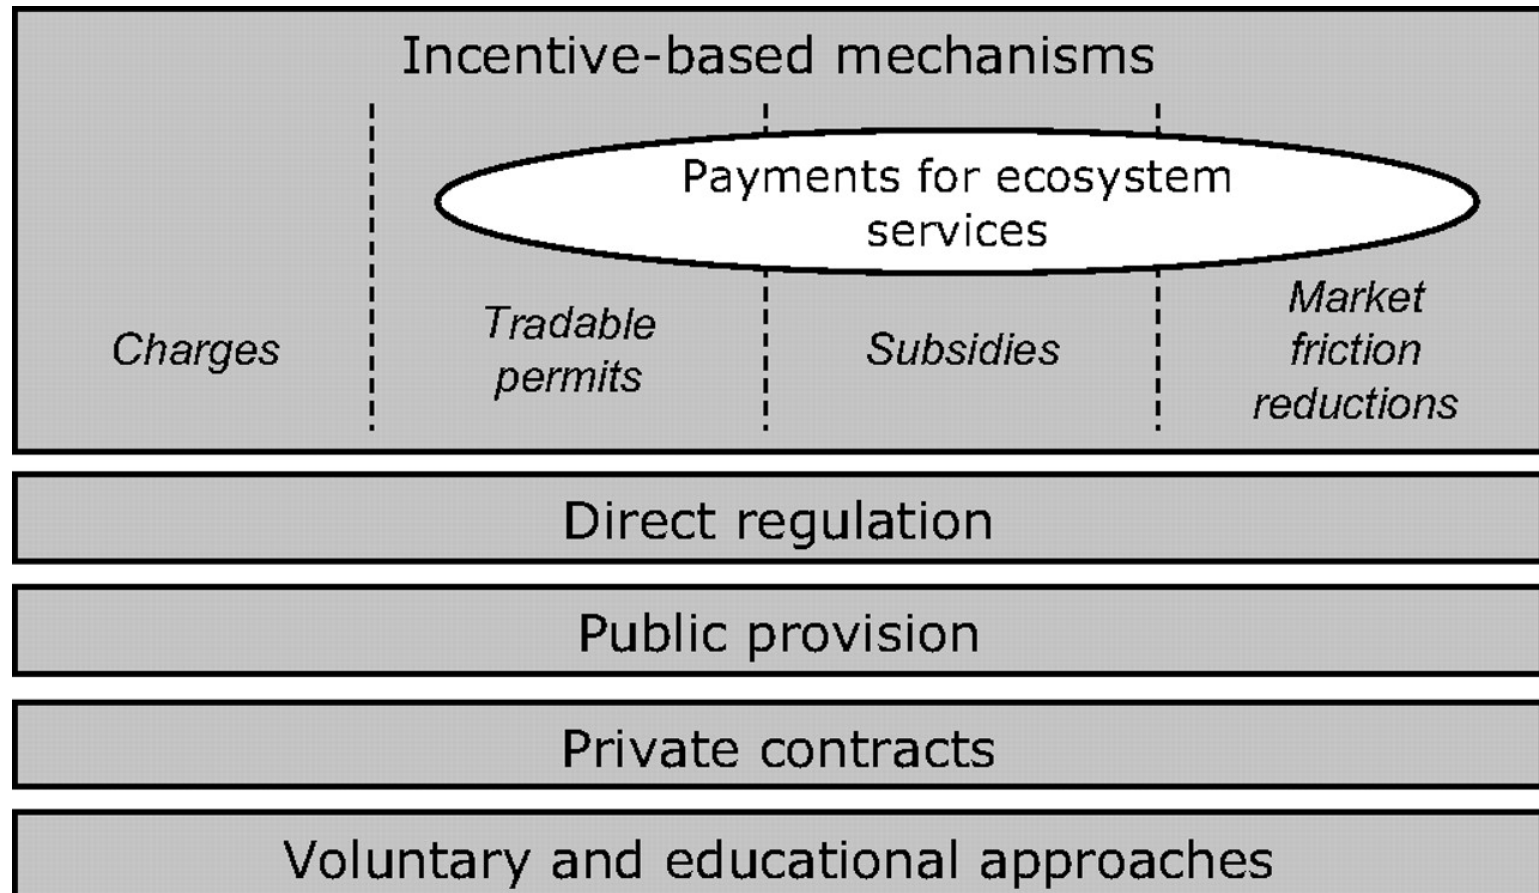 Incentive-based mechanisms
Payments for ecosystem
services
Charges
Tradable
permits
Subsidies
Market
friction
reductions
Direct regulation
Public provision
Private contracts
Voluntary and educational approaches